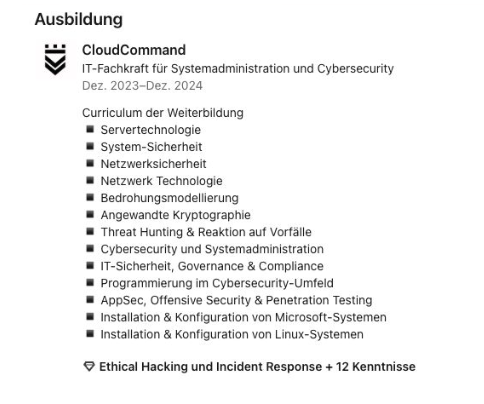 Ausbildung
CloudCommand
IT-Fachkraft für Systemadministration und Cybersecurity
Dez. 2023–Dez. 2024
Curriculum der Weiterbildung
Servertechnologie
System-Sicherheit
Netzwerksicherheit
Netzwerk Technologie
Bedrohungsmodellierung
Angewandte Kryptographie
Threat Hunting & Reaktion auf Vorfälle
Cybersecurity und Systemadministration
IT-Sicherheit, Governance & Compliance
Programmierung im Cybersecurity-Umfeld
AppSec, Offensive Security & Penetration Testing
Installation & Konfiguration von Microsoft-Systemen
Installation & Konfiguration von Linux-Systemen
Ethical Hacking und Incident Response + 12 Kenntnisse